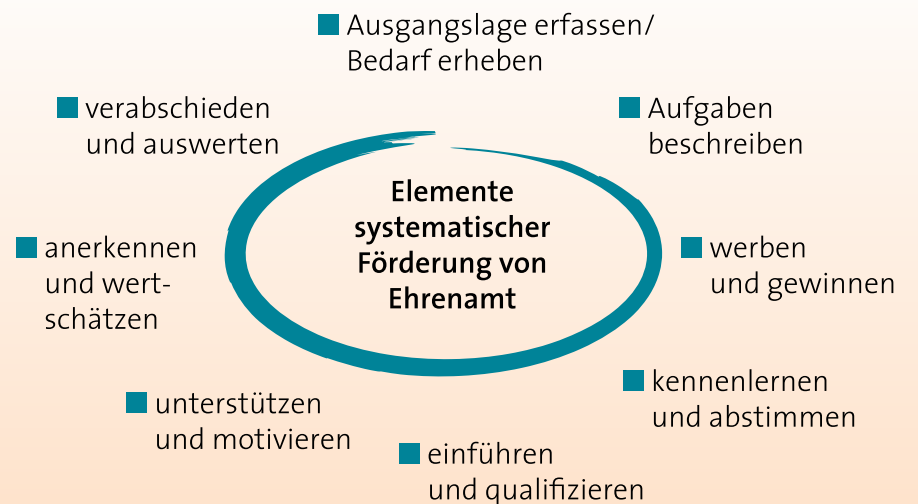 Ausgangslage erfassen/
Bedarf erheben
Aufgaben
beschreiben
werben
und gewinnen
kennenlernen
und abstimmen
einführen
und qualifizieren
unterstützen
und motivieren
anerkennen
und wert-
schätzen
verabschieden
und auswerten
Elemente
systematischer
Förderung von
Ehrenamt